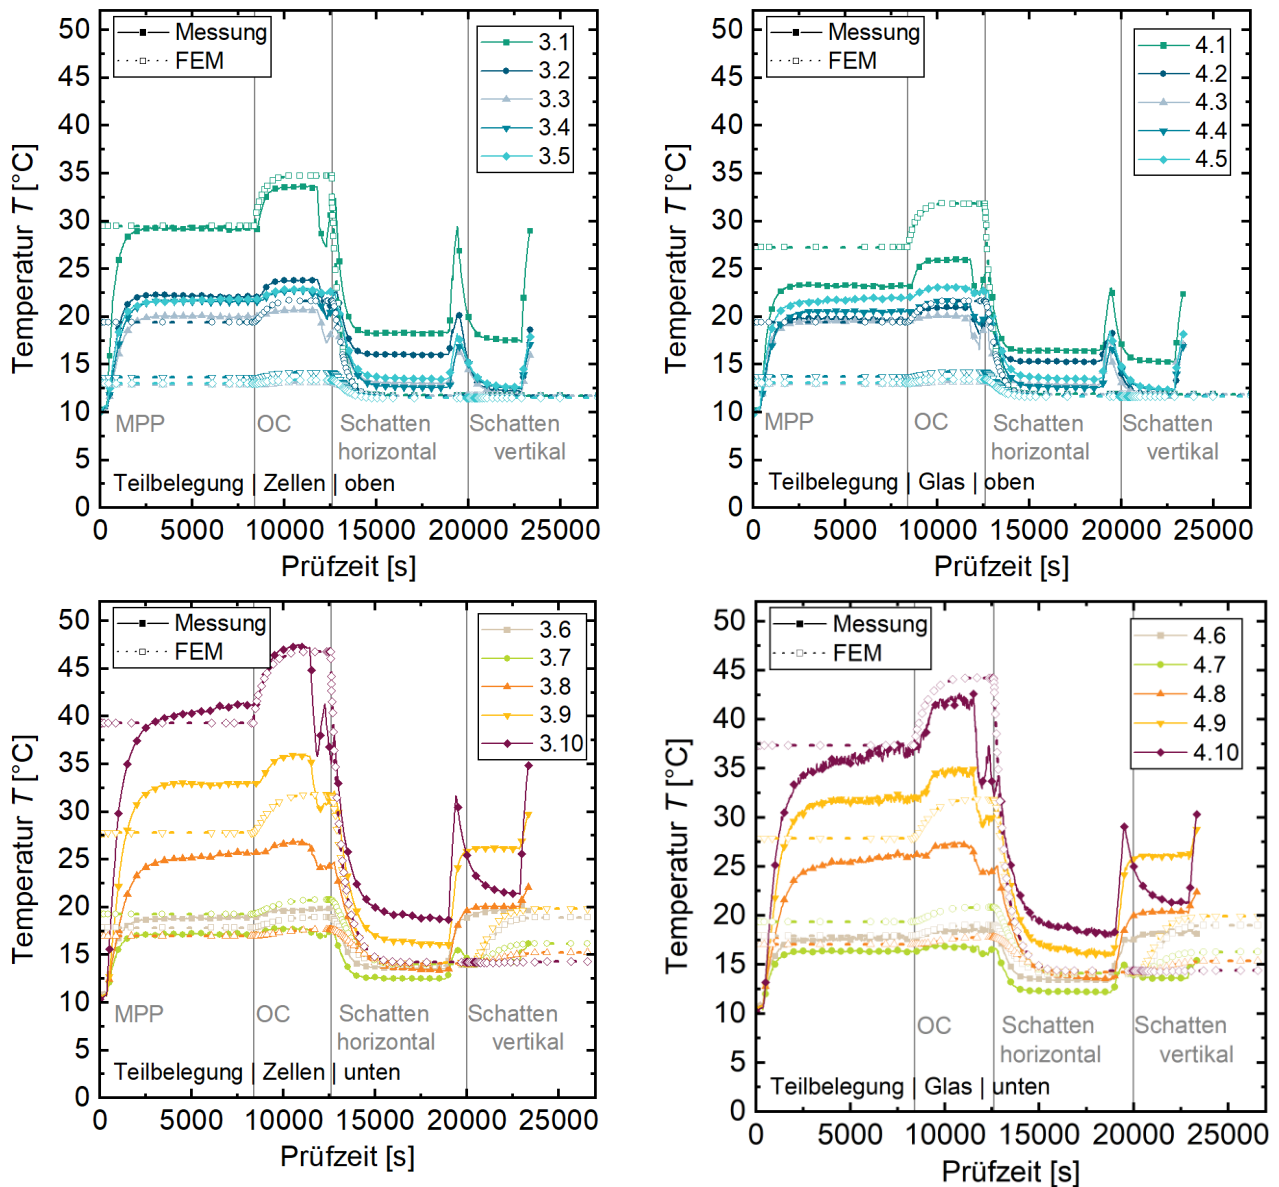 Temperatur T [°C]
50
45
40
35
30
25
20
15
10
5
0
Messung
FEM
3.1
3.2
3.3
3.4
3.5
MPP
OC
Schatten
horizontal
Schatten
vertikal
Teilbelegung | Zellen | oben
0 5000 10000 15000 20000 25000
Prüfzeit [s]
Temperatur T [°C]
50
45
40
35
30
25
20
15
10
5
0
Messung
FEM
4.1
4.2
4.3
4.4
4.5
MPP
OC
Schatten
horizontal
Schatten
vertikal
Teilbelegung | Glas | oben
0 5000 10000 15000 20000 25000
Prüfzeit [s]
Temperatur T [°C]
50
45
40
35
30
25
20
15
10
5
0
Messung
FEM
3.6
3.7
3.8
3.9
3.10
MPP
OC
Schatten
horizontal
Schatten
vertikal
Teilbelegung | Zellen | unten
0 5000 10000 15000 20000 25000
Prüfzeit [s]
Temperatur T [°C]
50
45
40
35
30
25
20
15
10
5
0
Messung
FEM
4.6
4.7
4.8
4.9
4.10
OC
Schatten
horizontal
Schatten
vertikal
Teilbelegung | Glas | unten
0 5000 10000 15000 20000 25000
Prüfzeit [s]